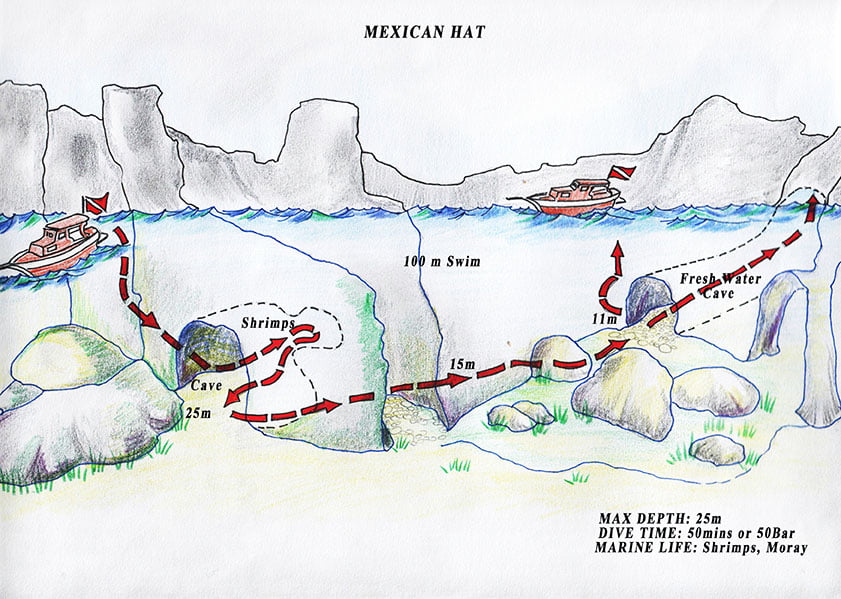 MEXICAN HAT
100 m Swim
Fresh Water
Cave
11m
Shrimps
15m
Cave
25m
MAX DEPTH: 25m
DIVE TIME: 50mins or 50Bar
MARINE LIFE: Shrimps, Moray